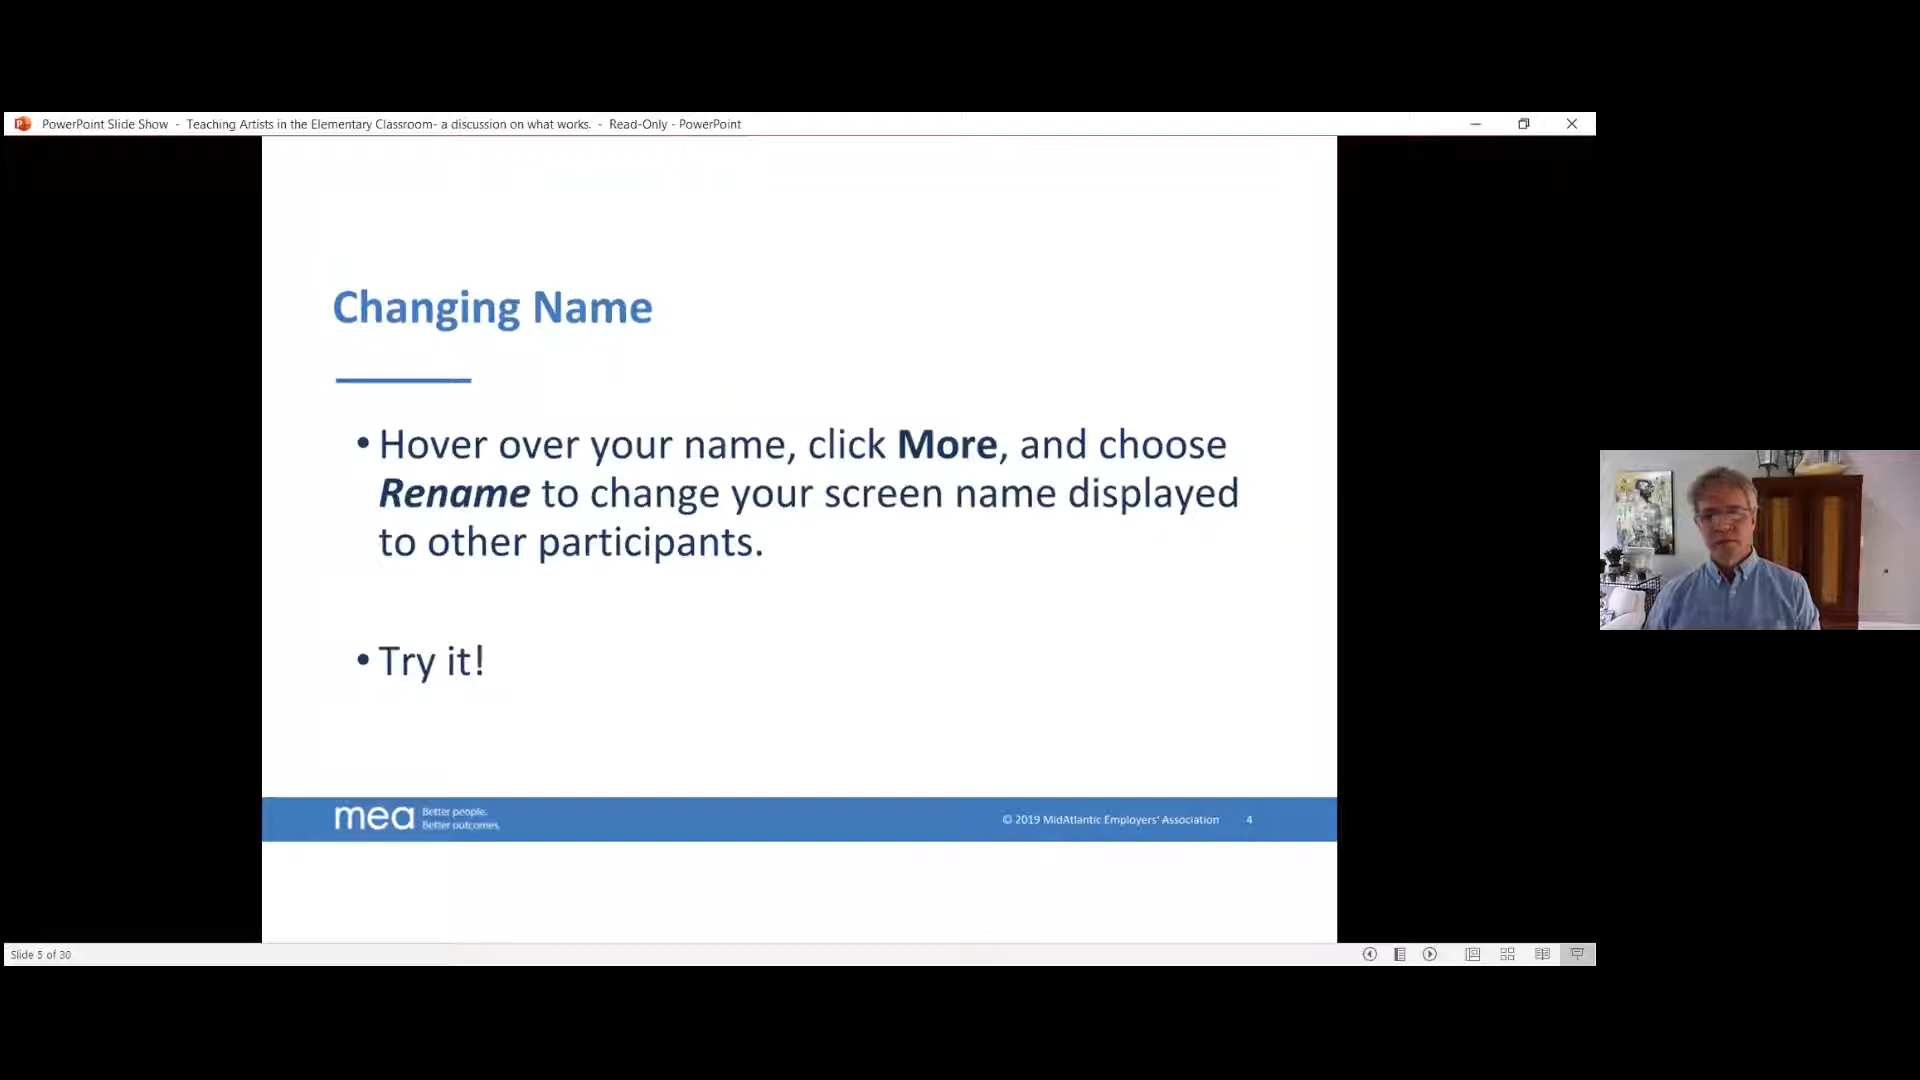 PowerPoint Slide Show - Teaching Artists in the Elementary Classroom- a discussion on what works. - Read-Only - PowerPoint
Changing Name
• Hover over your name, click More, and choose
Rename to change your screen name displayed
to other participants.
• Try it!
mea
Better people.
Better outcomes.
© 2019 MidAtlantic Employers' Association 4
Slide 5 of 30